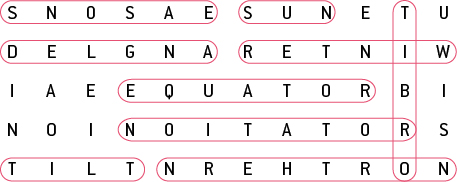 S N O S A E S U N E T U
D E L G N A R E T N I W
I A E E Q U A T O R B I
N O I N O I T A T O R S
T I L T N R E H T R O N